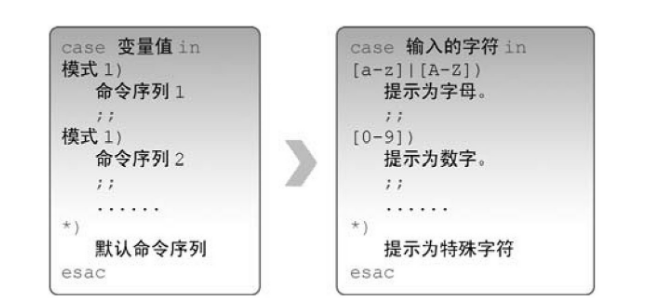 case 变量值 in
模式1)
命令序列1
;;
模式1)
命令序列2
;;
......
*)
默认命令序列
esac
case 输入的字符 in
[a-z]|[A-Z])
提示为字母。
;;
[0-9])
提示为数字。
;;
......
*)
提示为特殊字符
esac